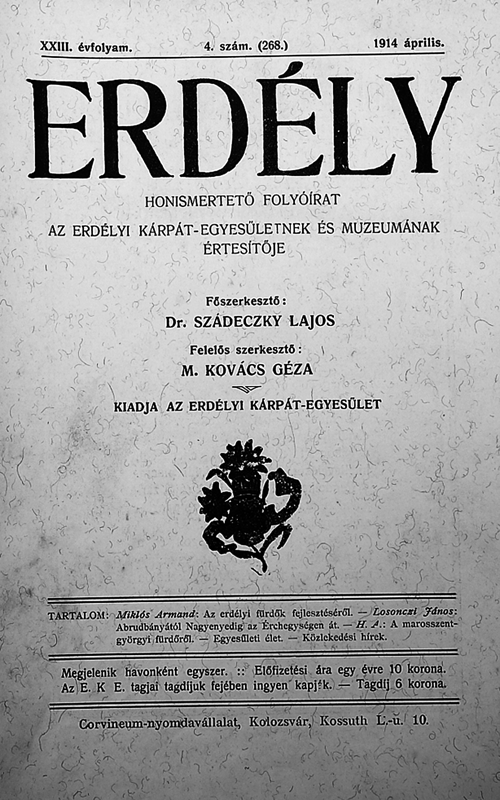 XXIII. évfolyam. 4. szám. (268.) 1914 április.
ERDÉLY
HONISMERTETŐ FOLYÓIRAT
AZ ERDÉLYI KÁRPÁT-EGYESÜLETNEK ÉS MUZEUMÁNAK
ÉRTESÍTŐJE
Főszerkesztő:
Dr. SZÁDECZKY LAJOS
Felelős szerkesztő:
M. KOVÁCS GÉZA
KIADJA AZ ERDÉLYI KÁRPÁT-EGYESÜLET
TARTALOM: Miklós Ármand: Az erdélyi fürdők fejlesztéséről. — Losonczi János:
Abrudbányától Nagyenyedig az Érchegységen át. — H. A.: A marosszent-
györgyi fürdőről. — Egyesületi élet. — Közlekedési hírek.
Megjelenik havonként egyszer. :: Előfizetési ára egy évre 10 korona.
Az E. K. E. tagjai tagdíjuk fejében ingyen kapják. — Tagdíj 6 korona.
Corvineum-nyomdavállalat, Kolozsvár, Kossuth L.-u. 10.